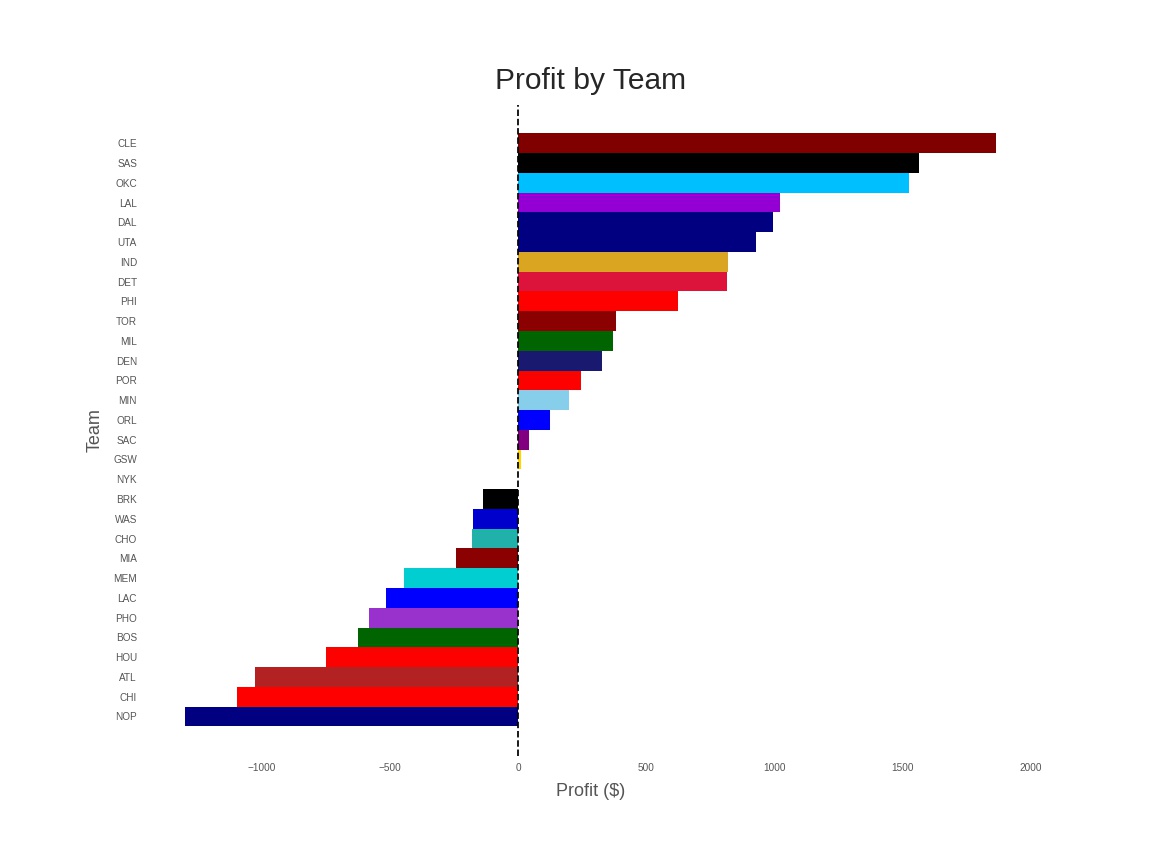 Profit by Team
CLE
SAS
OKC
LAL
DAL
UTA
IND
DET
PHI
TOR
MIL
DEN
POR
MIN
ORL
SAC
GSW
NYK
BRK
WAS
CHO
MIA
MEM
LAC
PHO
BOS
HOU
ATL
CHI
NOP
Team
−1000 −500 0 500 1000 1500 2000
Profit ($)